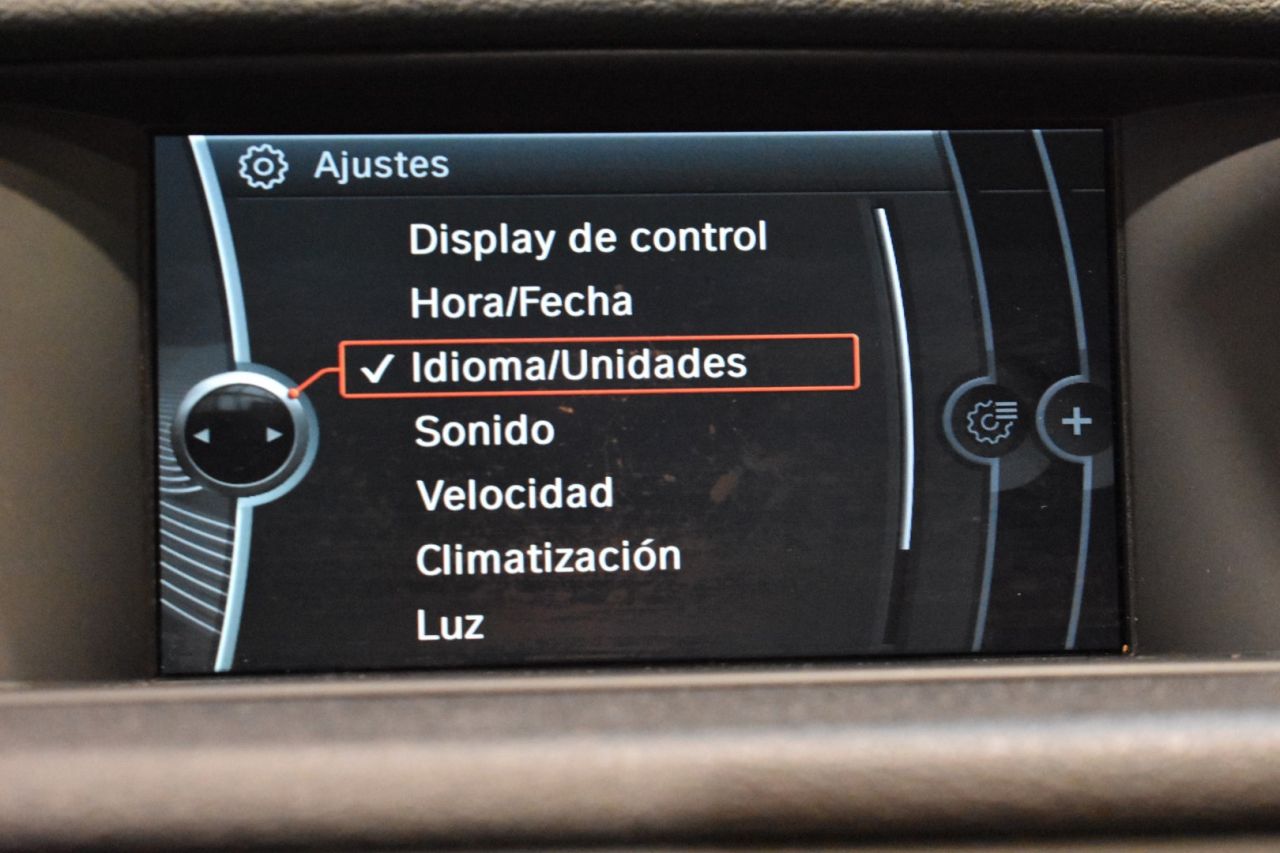 Ajustes
Display de control
Hora/Fecha
Idioma/Unidades
Sonido
Velocidad
Climatización
Luz